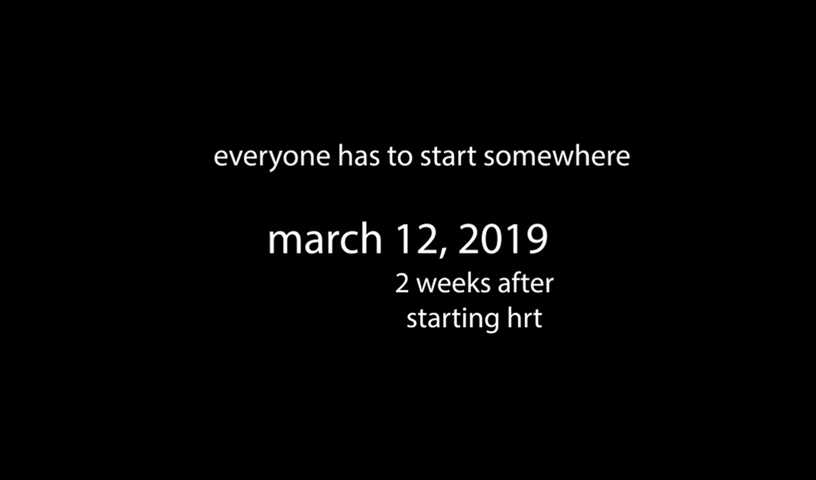 everyone has to start somewhere
march 12, 2019
2 weeks after
starting hrt